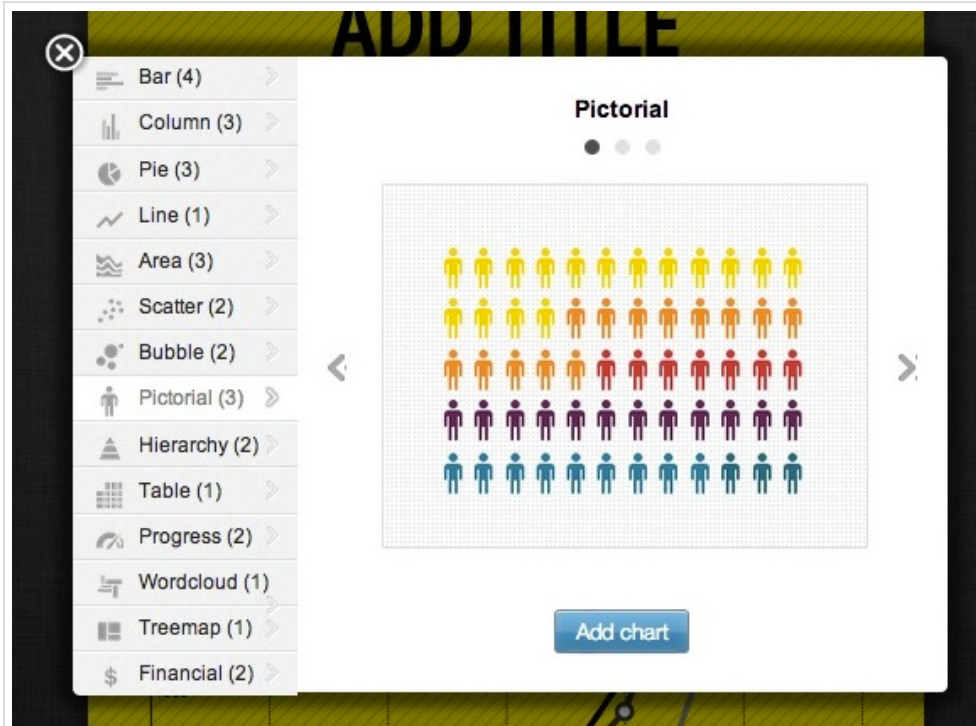 ADD TITLE
Bar (4)
Column (3)
Pie (3)
Line (1)
Area (3)
Scatter (2)
Bubble (2)
Pictorial (3)
Hierarchy (2)
Table (1)
Progress (2)
Wordcloud (1)
Treemap (1)
Financial (2)
Pictorial
Add chart